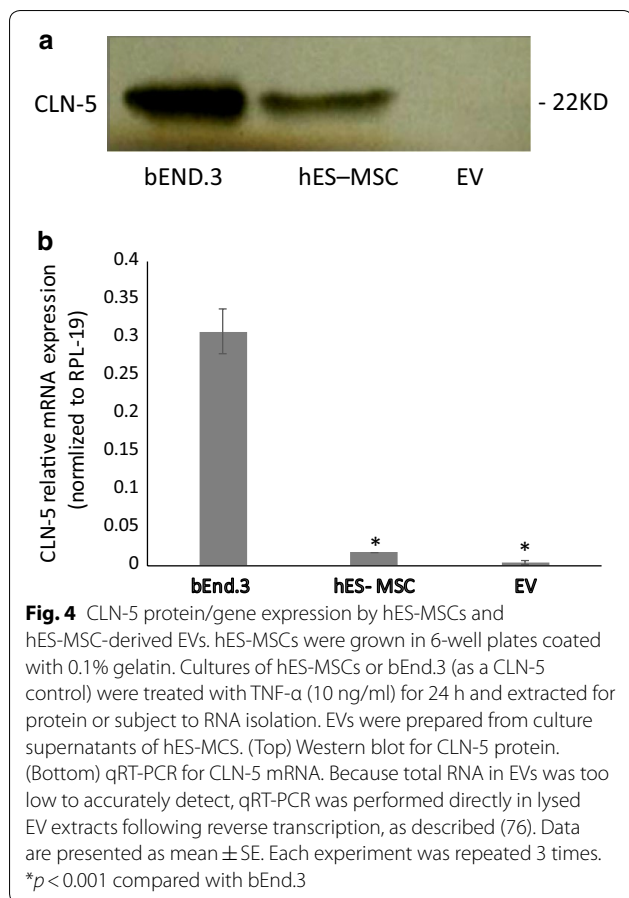 a
CLN-5
- 22KD
bEND.3 hES–MSC EV
b
CLN-5 relative mRNA expression
(normlized to RPL-19)
0.4
0.35
0.3
0.25
0.2
0.15
0.1
0.05
0
*
*
bEnd.3 hES- MSC EV
Fig. 4 CLN-5 protein/gene expression by hES-MSCs and
hES-MSC-derived EVs. hES-MSCs were grown in 6-well plates coated
with 0.1% gelatin. Cultures of hES-MSCs or bEnd.3 (as a CLN-5
control) were treated with TNF-α (10 ng/ml) for 24 h and extracted for
protein or subject to RNA isolation. EVs were prepared from culture
supernatants of hES-MCS. (Top) Western blot for CLN-5 protein.
(Bottom) qRT-PCR for CLN-5 mRNA. Because total RNA in EVs was too
low to accurately detect, qRT-PCR was performed directly in lysed
EV extracts following reverse transcription, as described (76). Data
are presented as mean ± SE. Each experiment was repeated 3 times.
*p < 0.001 compared with bEnd.3